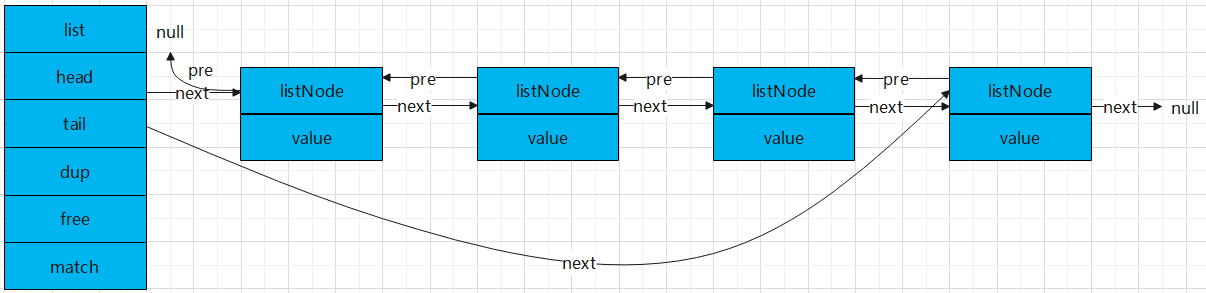 list
head
tail
dup
free
match
null
pre
next
listNode
value
pre
next
listNode
value
pre
next
listNode
value
pre
next
listNode
value
next
null
next